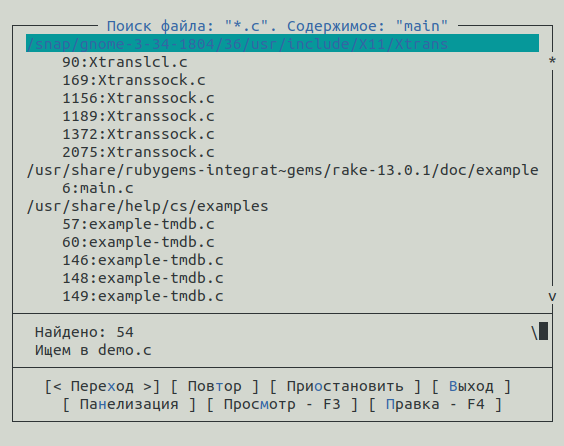 Поиск файла: "*.c". Содержимое: "main"
/snap/gnome-3-34-1804/36/usr/include/X11/Xtrans
90:Xtranslcl.c
169:Xtranssock.c
1156:Xtranssock.c
1189:Xtranssock.c
1372:Xtranssock.c
2075:Xtranssock.c
/usr/share/rubygems-integrat~gems/rake-13.0.1/doc/example
6:main.c
/usr/share/help/cs/examples
57:example-tmdb.c
60:example-tmdb.c
146:example-tmdb.c
148:example-tmdb.c
149:example-tmdb.c
Найдено: 54 \
Ищем в demo.c
[< Переход >] [ Повтор ] [ Приостановить ] [ Выход ]
[ Панелизация ] [ Просмотр - F3 ] [ Правка - F4 ]